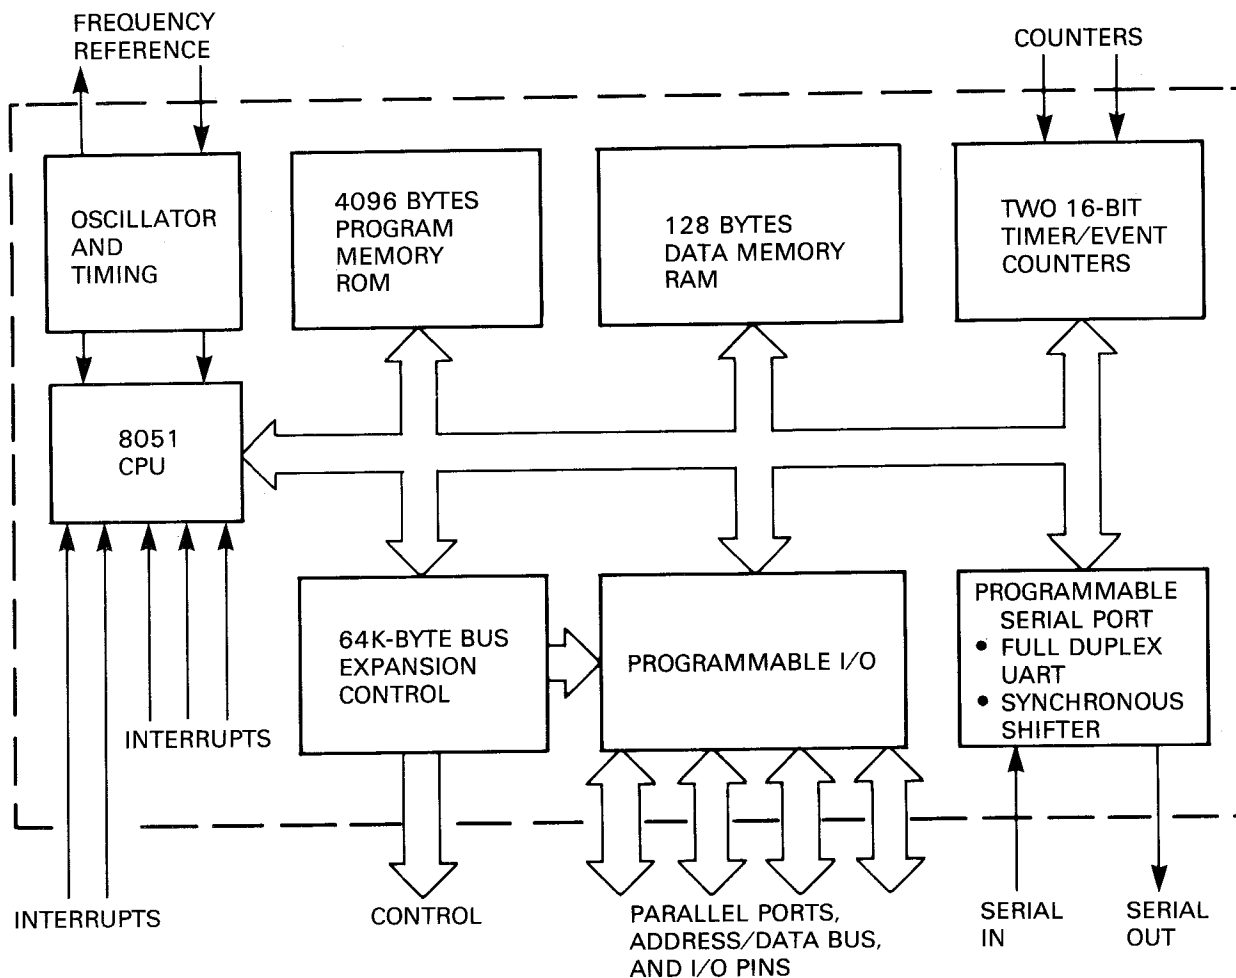 FREQUENCY
REFERENCE
COUNTERS
OSCILLATOR
AND
TIMING
4096 BYTES
PROGRAM
MEMORY
ROM
128 BYTES
DATA MEMORY
RAM
TWO 16-BIT
TIMER/EVENT
COUNTERS
8051
CPU
64K-BYTE BUS
EXPANSION
CONTROL
PROGRAMMABLE I/O
PROGRAMMABLE
SERIAL PORT
• FULL DUPLEX
UART
• SYNCHRONOUS
SHIFTER
INTERRUPTS
INTERRUPTS
CONTROL
PARALLEL PORTS,
ADDRESS/DATA BUS,
AND I/O PINS
SERIAL
IN
SERIAL
OUT